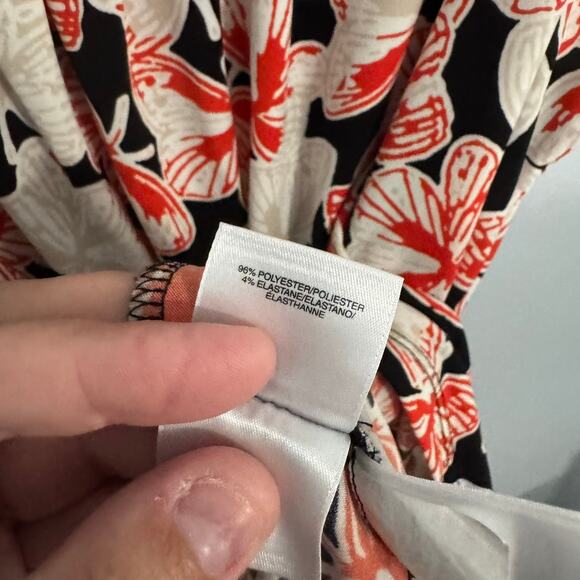 96% POLYESTER/POLIESTER
4% ELASTANE/ELASTANO/
ÉLASTHANNE